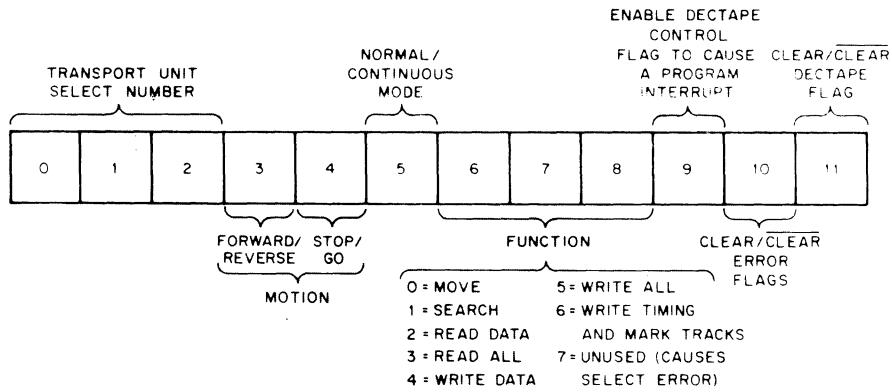 TRANSPORT UNIT
SELECT NUMBER
NORMAL/
CONTINUOUS
MODE
ENABLE DECTAPE
CONTROL
FLAG TO CAUSE
A PROGRAM
INTERRUPT
CLEAR/CLEAR
DECTAPE
FLAG
0 1 2 3 4 5 6 7 8 9 10 11
FORWARD/
REVERSE
STOP/
GO
MOTION
FUNCTION
0 = MOVE
1 = SEARCH
2 = READ DATA
3 = READ ALL
4 = WRITE DATA
5 = WRITE ALL
6 = WRITE TIMING
AND MARK TRACKS
7 = UNUSED (CAUSES
SELECT ERROR)
CLEAR/CLEAR
ERROR
FLAGS